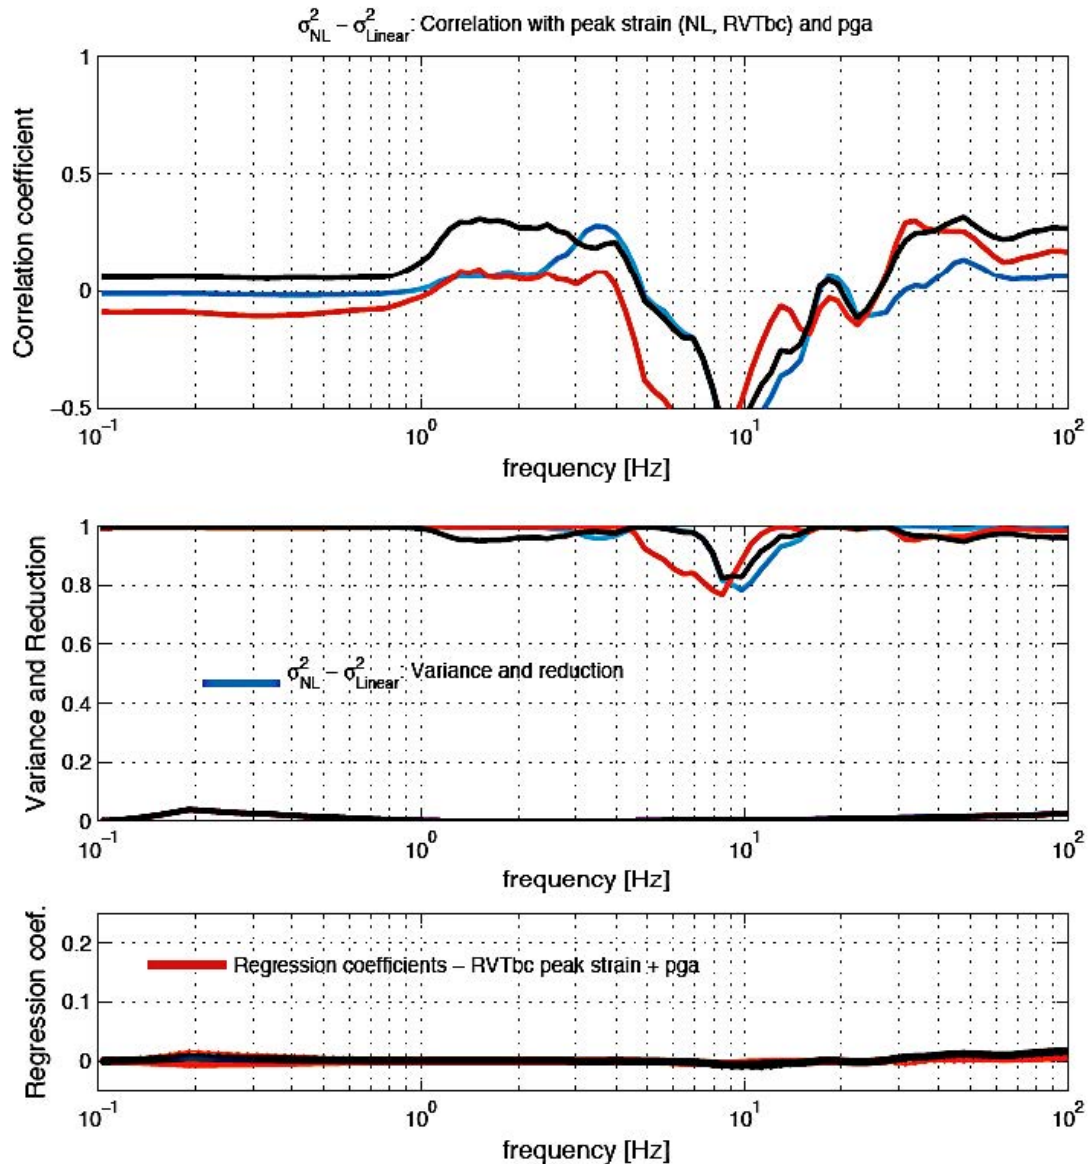 σ²NL – σ²Linear: Correlation with peak strain (NL, RVTbc) and pga
Correlation coefficient
1
0.5
0
–0.5
10⁻¹ 10⁰ 10¹ 10²
frequency [Hz]
Variance and Reduction
1
0.8
0.6
0.4
0.2
0
σ²NL – σ²Linear: Variance and reduction
10⁻¹ 10⁰ 10¹ 10²
frequency [Hz]
Regression coef.
0.2
0.1
0
Regression coefficients – RVTbc peak strain + pga
10⁻¹ 10⁰ 10¹ 10²
frequency [Hz]